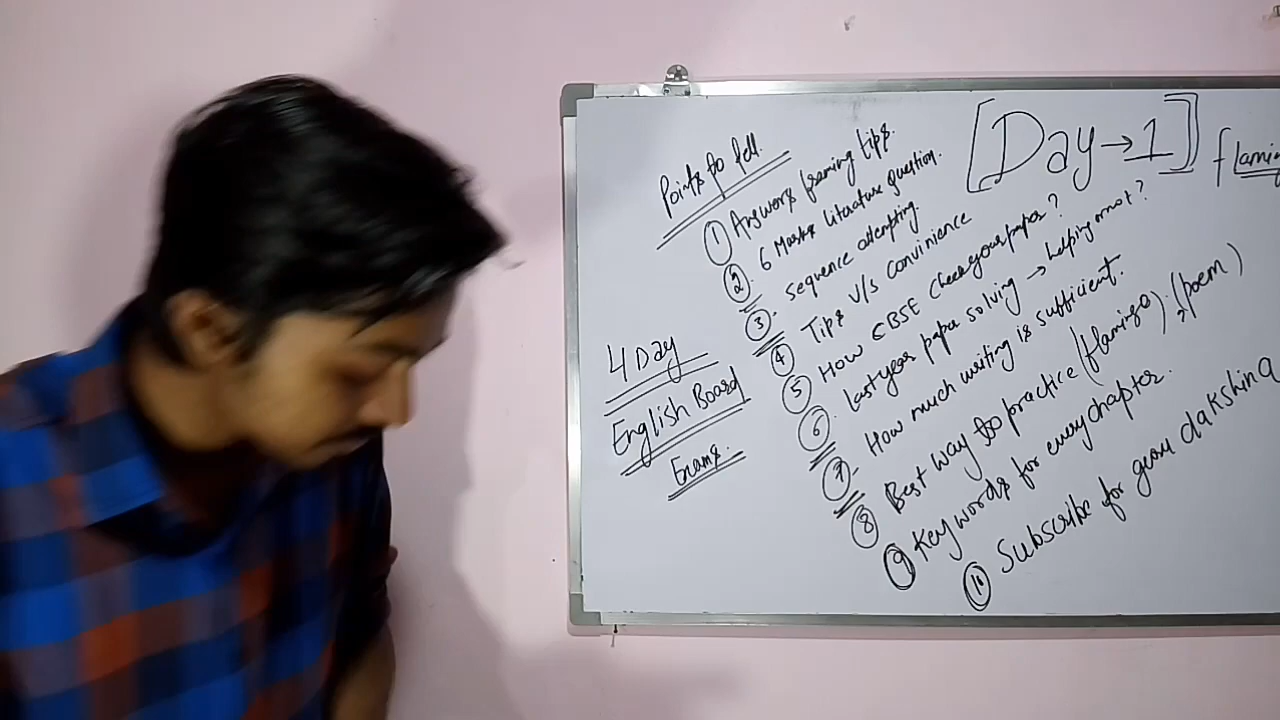 [Day → 1]
flaming
Points to tell.
① Answers framing tips.
② 6 Marks literature question.
③ Sequence attempting.
④ Tips v/s convinience
⑤ How CBSE check your paper?
⑥ Last year paper solving → helping or not?
⑦ How much writing is sufficient.
⑧ Best way to practice (flamingo). (poem)
⑨ Keywords for every chapter.
⑩ Subscribe for guru dakshina
4 Day
English Board
Exams.